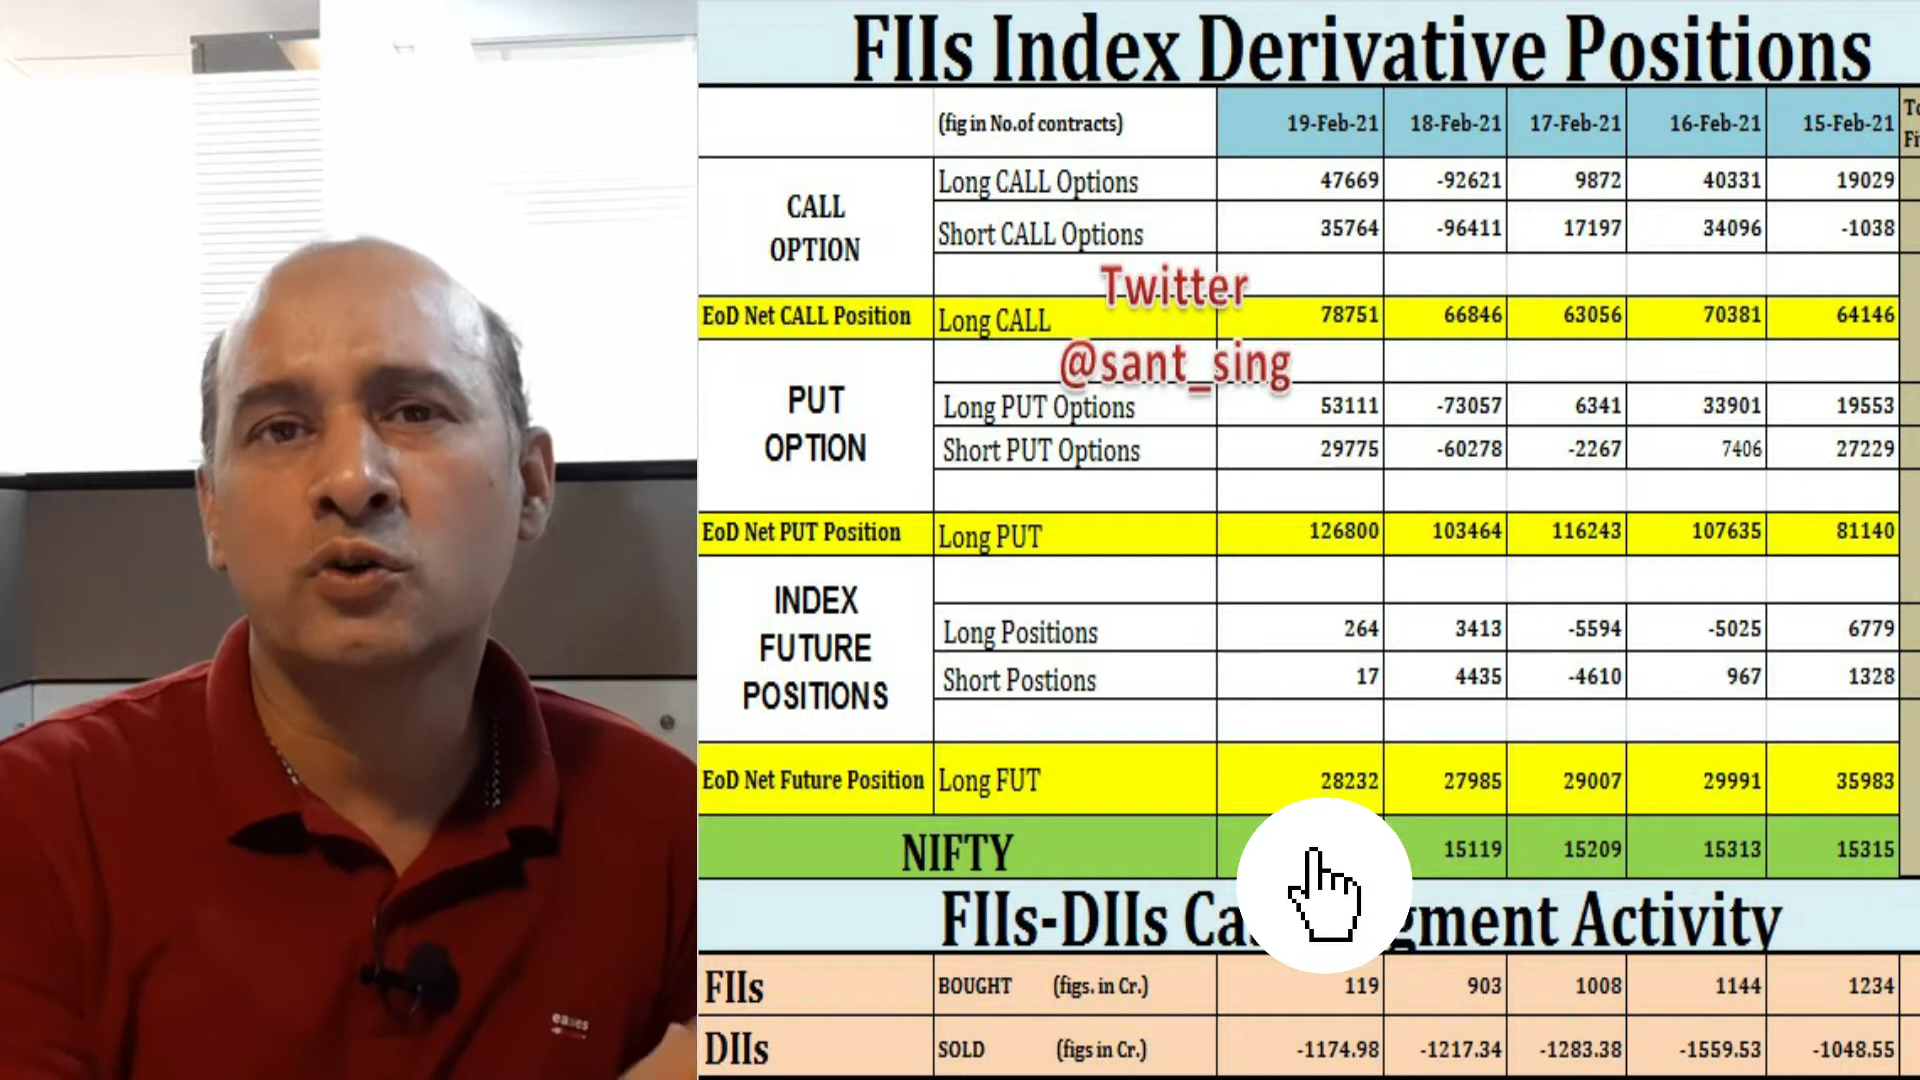 FIIs Index Derivative Positions
(fig in No.of contracts) 19-Feb-21 18-Feb-21 17-Feb-21 16-Feb-21 15-Feb-21
CALL OPTION
Long CALL Options 47669 -92621 9872 40331 19029
Short CALL Options 35764 -96411 17197 34096 -1038
Twitter
EoD Net CALL Position Long CALL 78751 66846 63056 70381 64146
@sant_sing
PUT OPTION
Long PUT Options 53111 -73057 6341 33901 19553
Short PUT Options 29775 -60278 -2267 7406 27229
EoD Net PUT Position Long PUT 126800 103464 116243 107635 81140
INDEX FUTURE POSITIONS
Long Positions 264 3413 -5594 -5025 6779
Short Postions 17 4435 -4610 967 1328
EoD Net Future Position Long FUT 28232 27985 29007 29991 35983
NIFTY 15119 15209 15313 15315
FIIs-DIIs Activity
FIIs BOUGHT (figs. in Cr.) 119 903 1008 1144 1234
DIIs SOLD (figs in Cr.) -1174.98 -1217.34 -1283.38 -1559.53 -1048.55